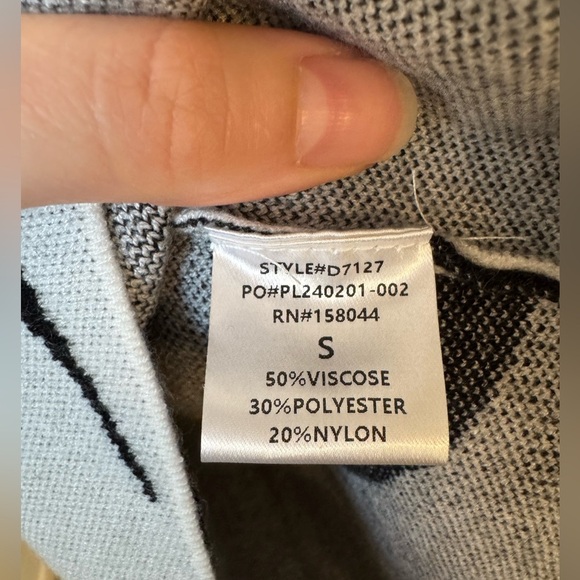 STYLE#D7127
PO#PL240201-002
RN#158044
S
50%VISCOSE
30%POLYESTER
20%NYLON